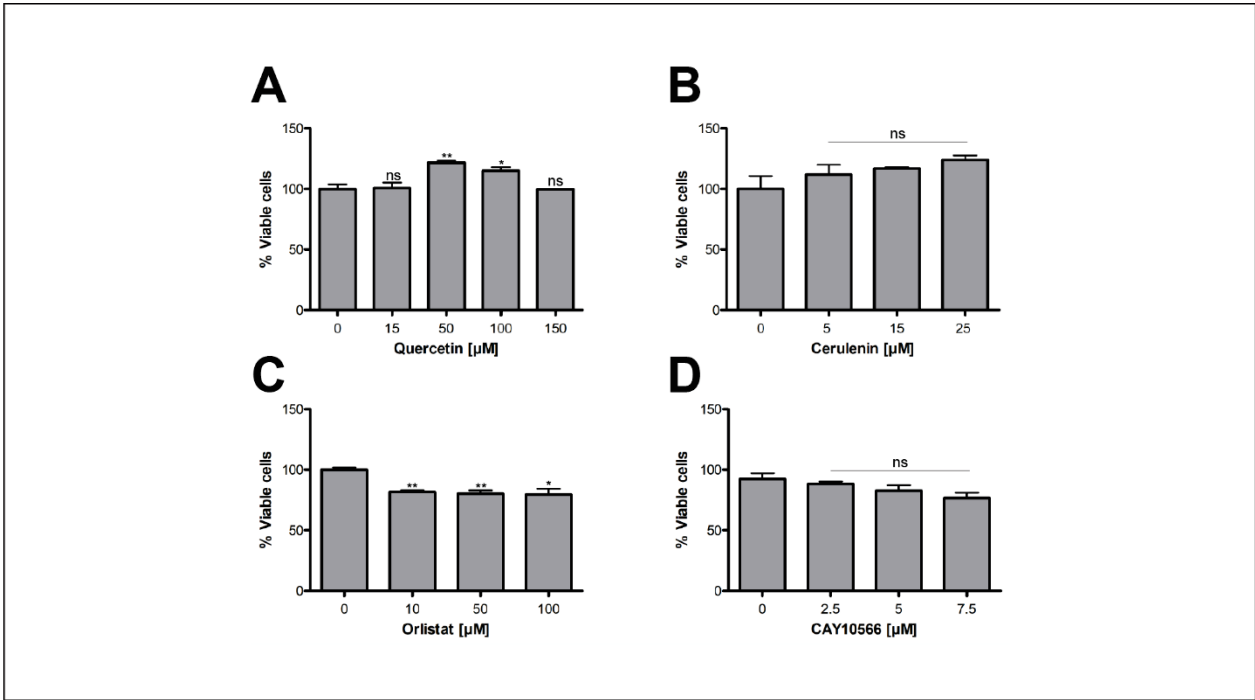 A
% Viable cells
150
100
50
0
ns
**
*
ns
0 15 50 100 150
Quercetin [µM]
B
% Viable cells
150
100
50
0
ns
0 5 15 25
Cerulenin [µM]
C
% Viable cells
150
100
50
0
** ** *
0 10 50 100
Orlistat [µM]
D
% Viable cells
150
100
50
0
ns
0 2.5 5 7.5
CAY10566 [µM]